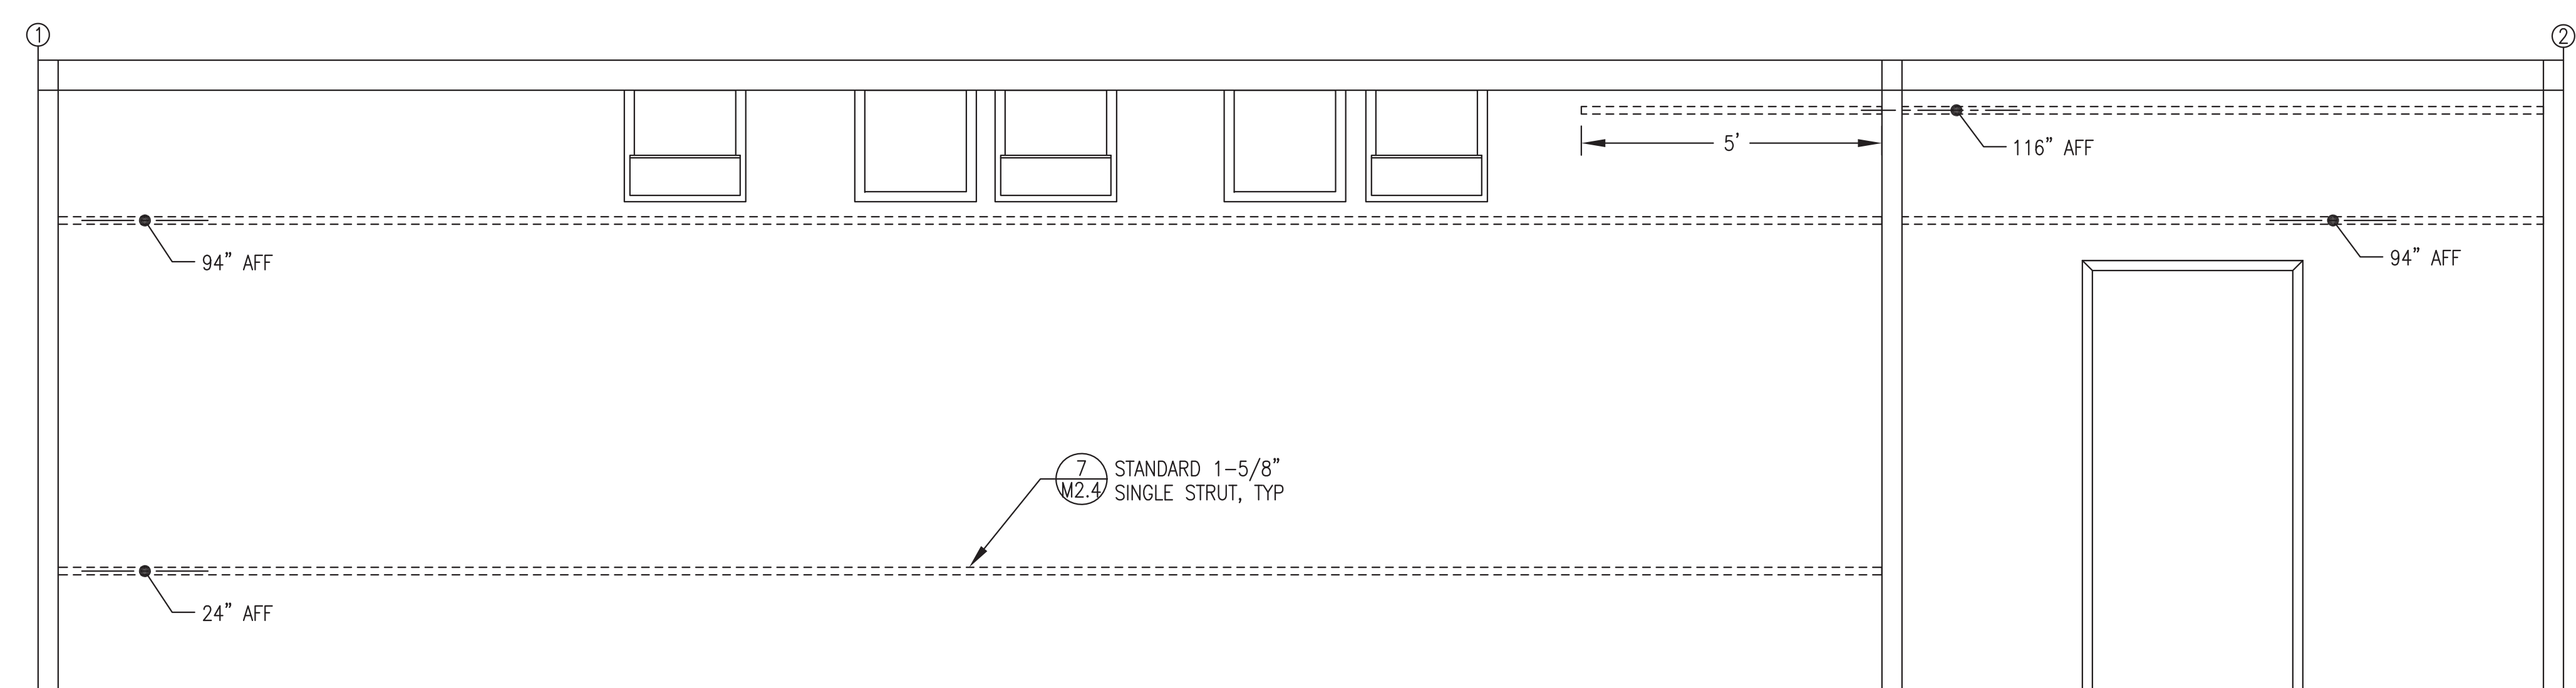 1
2
5'
116" AFF
94" AFF
94" AFF
7
M2.4
STANDARD 1-5/8"
SINGLE STRUT, TYP
24" AFF